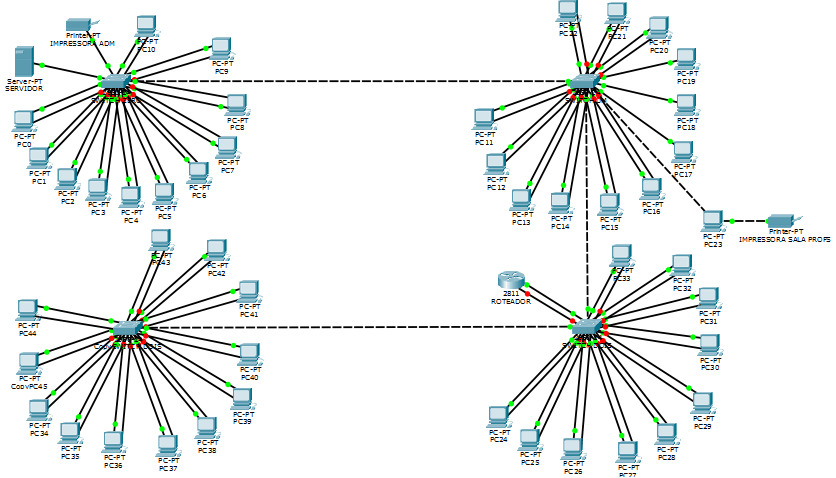 Printer-PT
IMPRESSORA ADM
PC-PT
PC10
PC-PT
PC9
Server-PT
SERVIDOR
PC-PT
PC8
PC-PT
PC0
PC-PT
PC7
PC-PT
PC1
PC-PT
PC6
PC-PT
PC2
PC-PT
PC3
PC-PT
PC4
PC-PT
PC5
PC-PT
PC22
PC-PT
PC21
PC-PT
PC20
PC-PT
PC19
PC-PT
PC18
PC-PT
PC11
PC-PT
PC17
PC-PT
PC12
PC-PT
PC16
PC-PT
PC13
PC-PT
PC14
PC-PT
PC15
PC-PT
PC23
Printer-PT
IMPRESSORA SALA PROFS
PC-PT
PC43
PC-PT
PC42
PC-PT
PC41
PC-PT
PC44
PC-PT
PC40
PC-PT
CopyPC45
PC-PT
PC39
PC-PT
PC34
PC-PT
PC38
PC-PT
PC35
PC-PT
PC36
PC-PT
PC37
2811
ROTEADOR
PC-PT
PC33
PC-PT
PC32
PC-PT
PC31
PC-PT
PC30
PC-PT
PC29
PC-PT
PC24
PC-PT
PC28
PC-PT
PC25
PC-PT
PC26
PC-PT
PC27